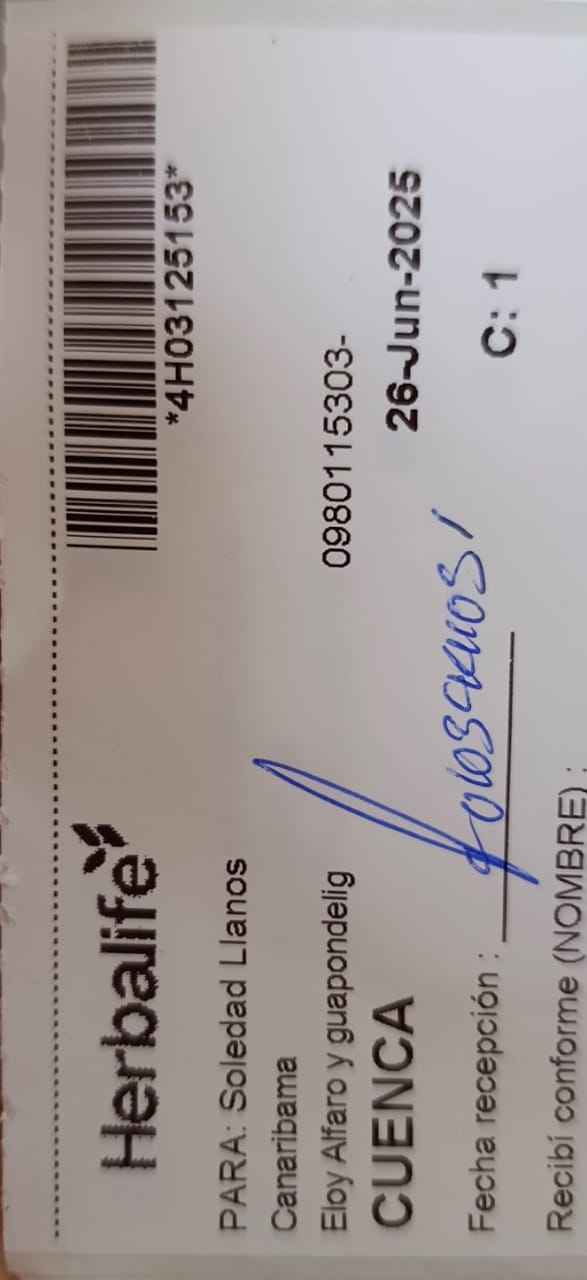 Herbalife
*4H03125153*
PARA: Soledad Llanos
Canaribama
Eloy Alfaro y guapondelig 0980115303-
CUENCA 26-Jun-2025
Fecha recepción :
C: 1
Recibí conforme (NOMBRE) :